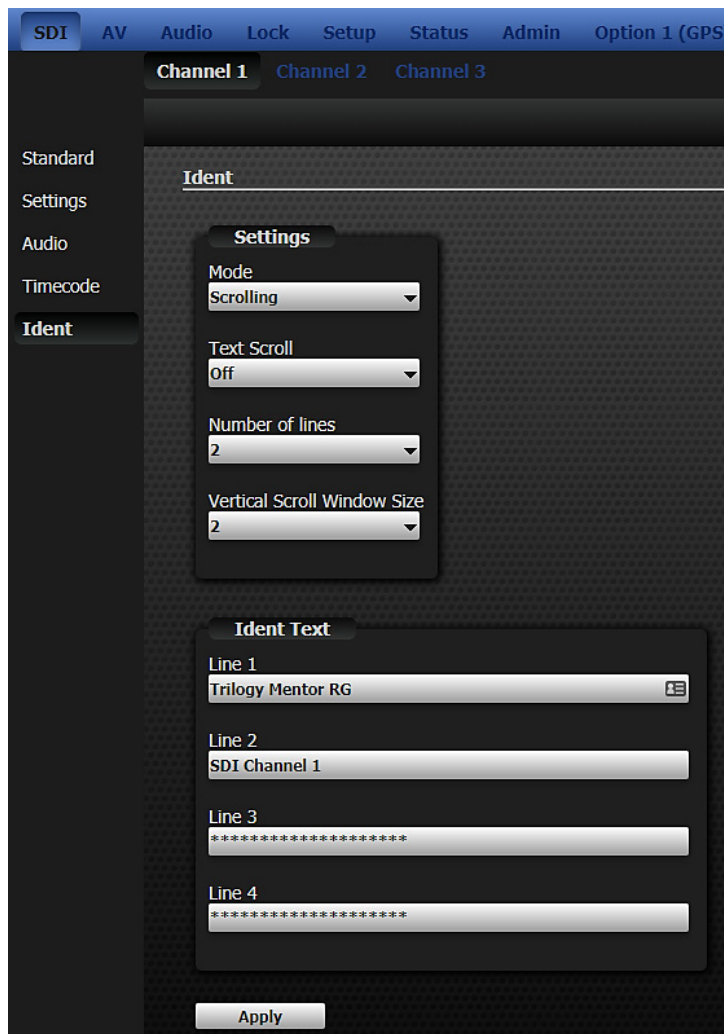 SDI AV Audio Lock Setup Status Admin Option 1 (GPS
Channel 1 Channel 2 Channel 3
Standard
Settings
Audio
Timecode
Ident
Ident
Settings
Mode
Scrolling
Text Scroll
Off
Number of lines
2
Vertical Scroll Window Size
2
Ident Text
Line 1
Trilogy Mentor RG
Line 2
SDI Channel 1
Line 3
********************
Line 4
********************
Apply